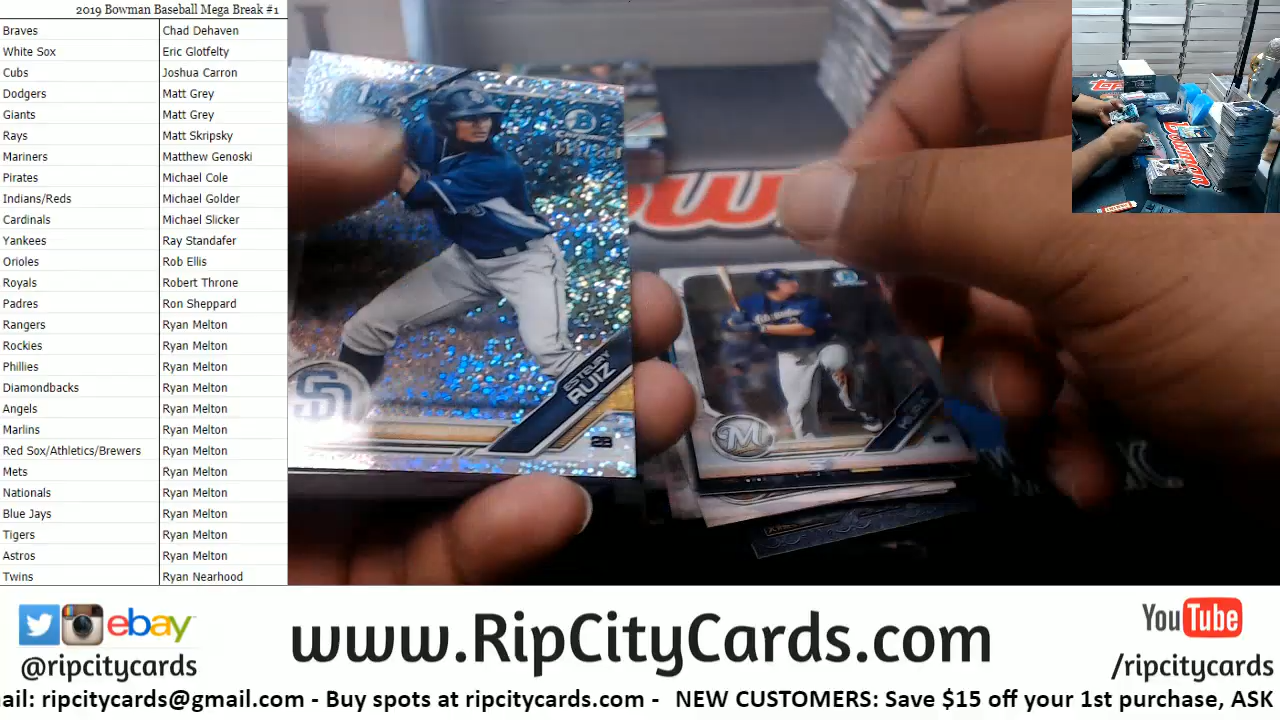 2019 Bowman Baseball Mega Break #1
Braves Chad Dehaven
White Sox Eric Glotfelty
Cubs Joshua Carron
Dodgers Matt Grey
Giants Matt Grey
Rays Matt Skripsky
Mariners Matthew Genoski
Pirates Michael Cole
Indians/Reds Michael Golder
Cardinals Michael Slicker
Yankees Ray Standafer
Orioles Rob Ellis
Royals Robert Throne
Padres Ron Sheppard
Rangers Ryan Melton
Rockies Ryan Melton
Phillies Ryan Melton
Diamondbacks Ryan Melton
Angels Ryan Melton
Marlins Ryan Melton
Red Sox/Athletics/Brewers Ryan Melton
Mets Ryan Melton
Nationals Ryan Melton
Blue Jays Ryan Melton
Tigers Ryan Melton
Astros Ryan Melton
Twins Ryan Nearhood
1st
B
SD
ESTEURY
RUIZ
2B
OW
M
BOWMAN
ebay
@ripcitycards
www.RipCityCards.com
YouTube
/ripcitycards
ail: ripcitycards@gmail.com - Buy spots at ripcitycards.com - NEW CUSTOMERS: Save $15 off your 1st purchase, ASK